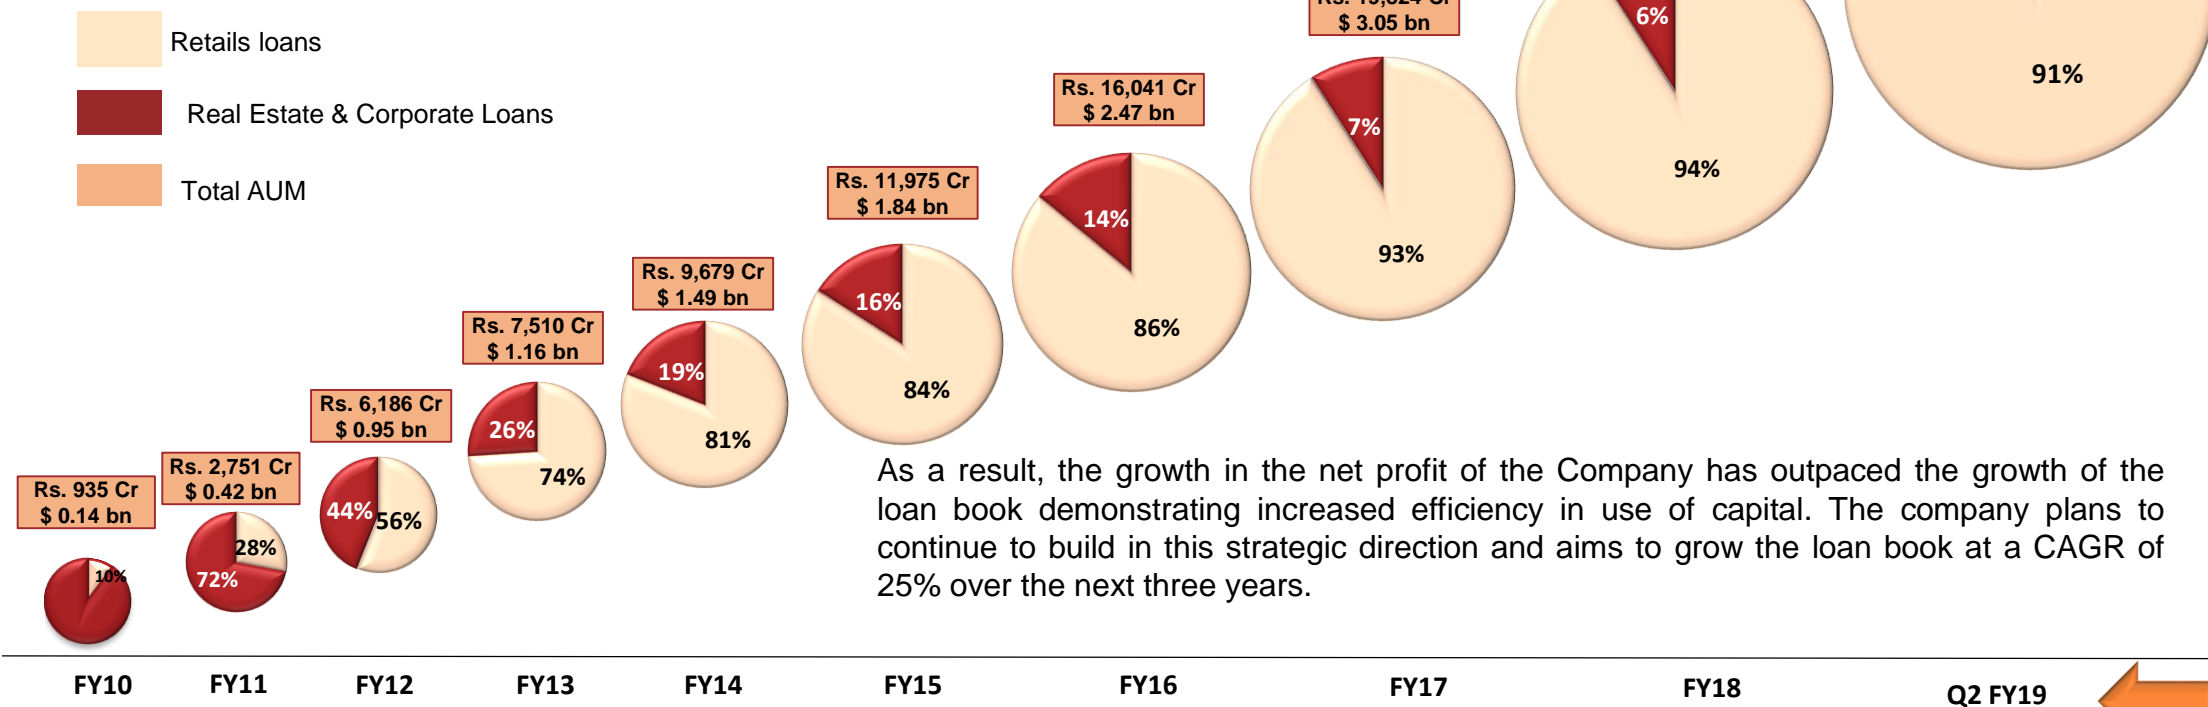 Retails loans
Real Estate & Corporate Loans
Total AUM
Rs. 935 Cr
$ 0.14 bn
10%
Rs. 2,751 Cr
$ 0.42 bn
28%
72%
Rs. 6,186 Cr
$ 0.95 bn
44%
56%
Rs. 7,510 Cr
$ 1.16 bn
26%
74%
Rs. 9,679 Cr
$ 1.49 bn
19%
81%
Rs. 11,975 Cr
$ 1.84 bn
16%
84%
Rs. 16,041 Cr
$ 2.47 bn
14%
86%
$ 3.05 bn
7%
93%
6%
94%
91%
As a result, the growth in the net profit of the Company has outpaced the growth of the
loan book demonstrating increased efficiency in use of capital. The company plans to
continue to build in this strategic direction and aims to grow the loan book at a CAGR of
25% over the next three years.
FY10
FY11
FY12
FY13
FY14
FY15
FY16
FY17
FY18
Q2 FY19